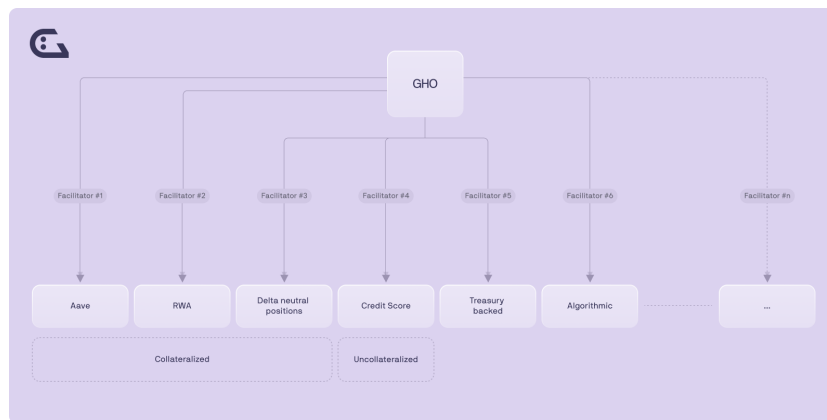 GHO
Facilitator #1
Facilitator #2
Facilitator #3
Facilitator #4
Facilitator #5
Facilitator #6
Facilitator #n
Aave
RWA
Delta neutral
positions
Credit Score
Treasury
backed
Algorithmic
...
Collateralized
Uncollateralized